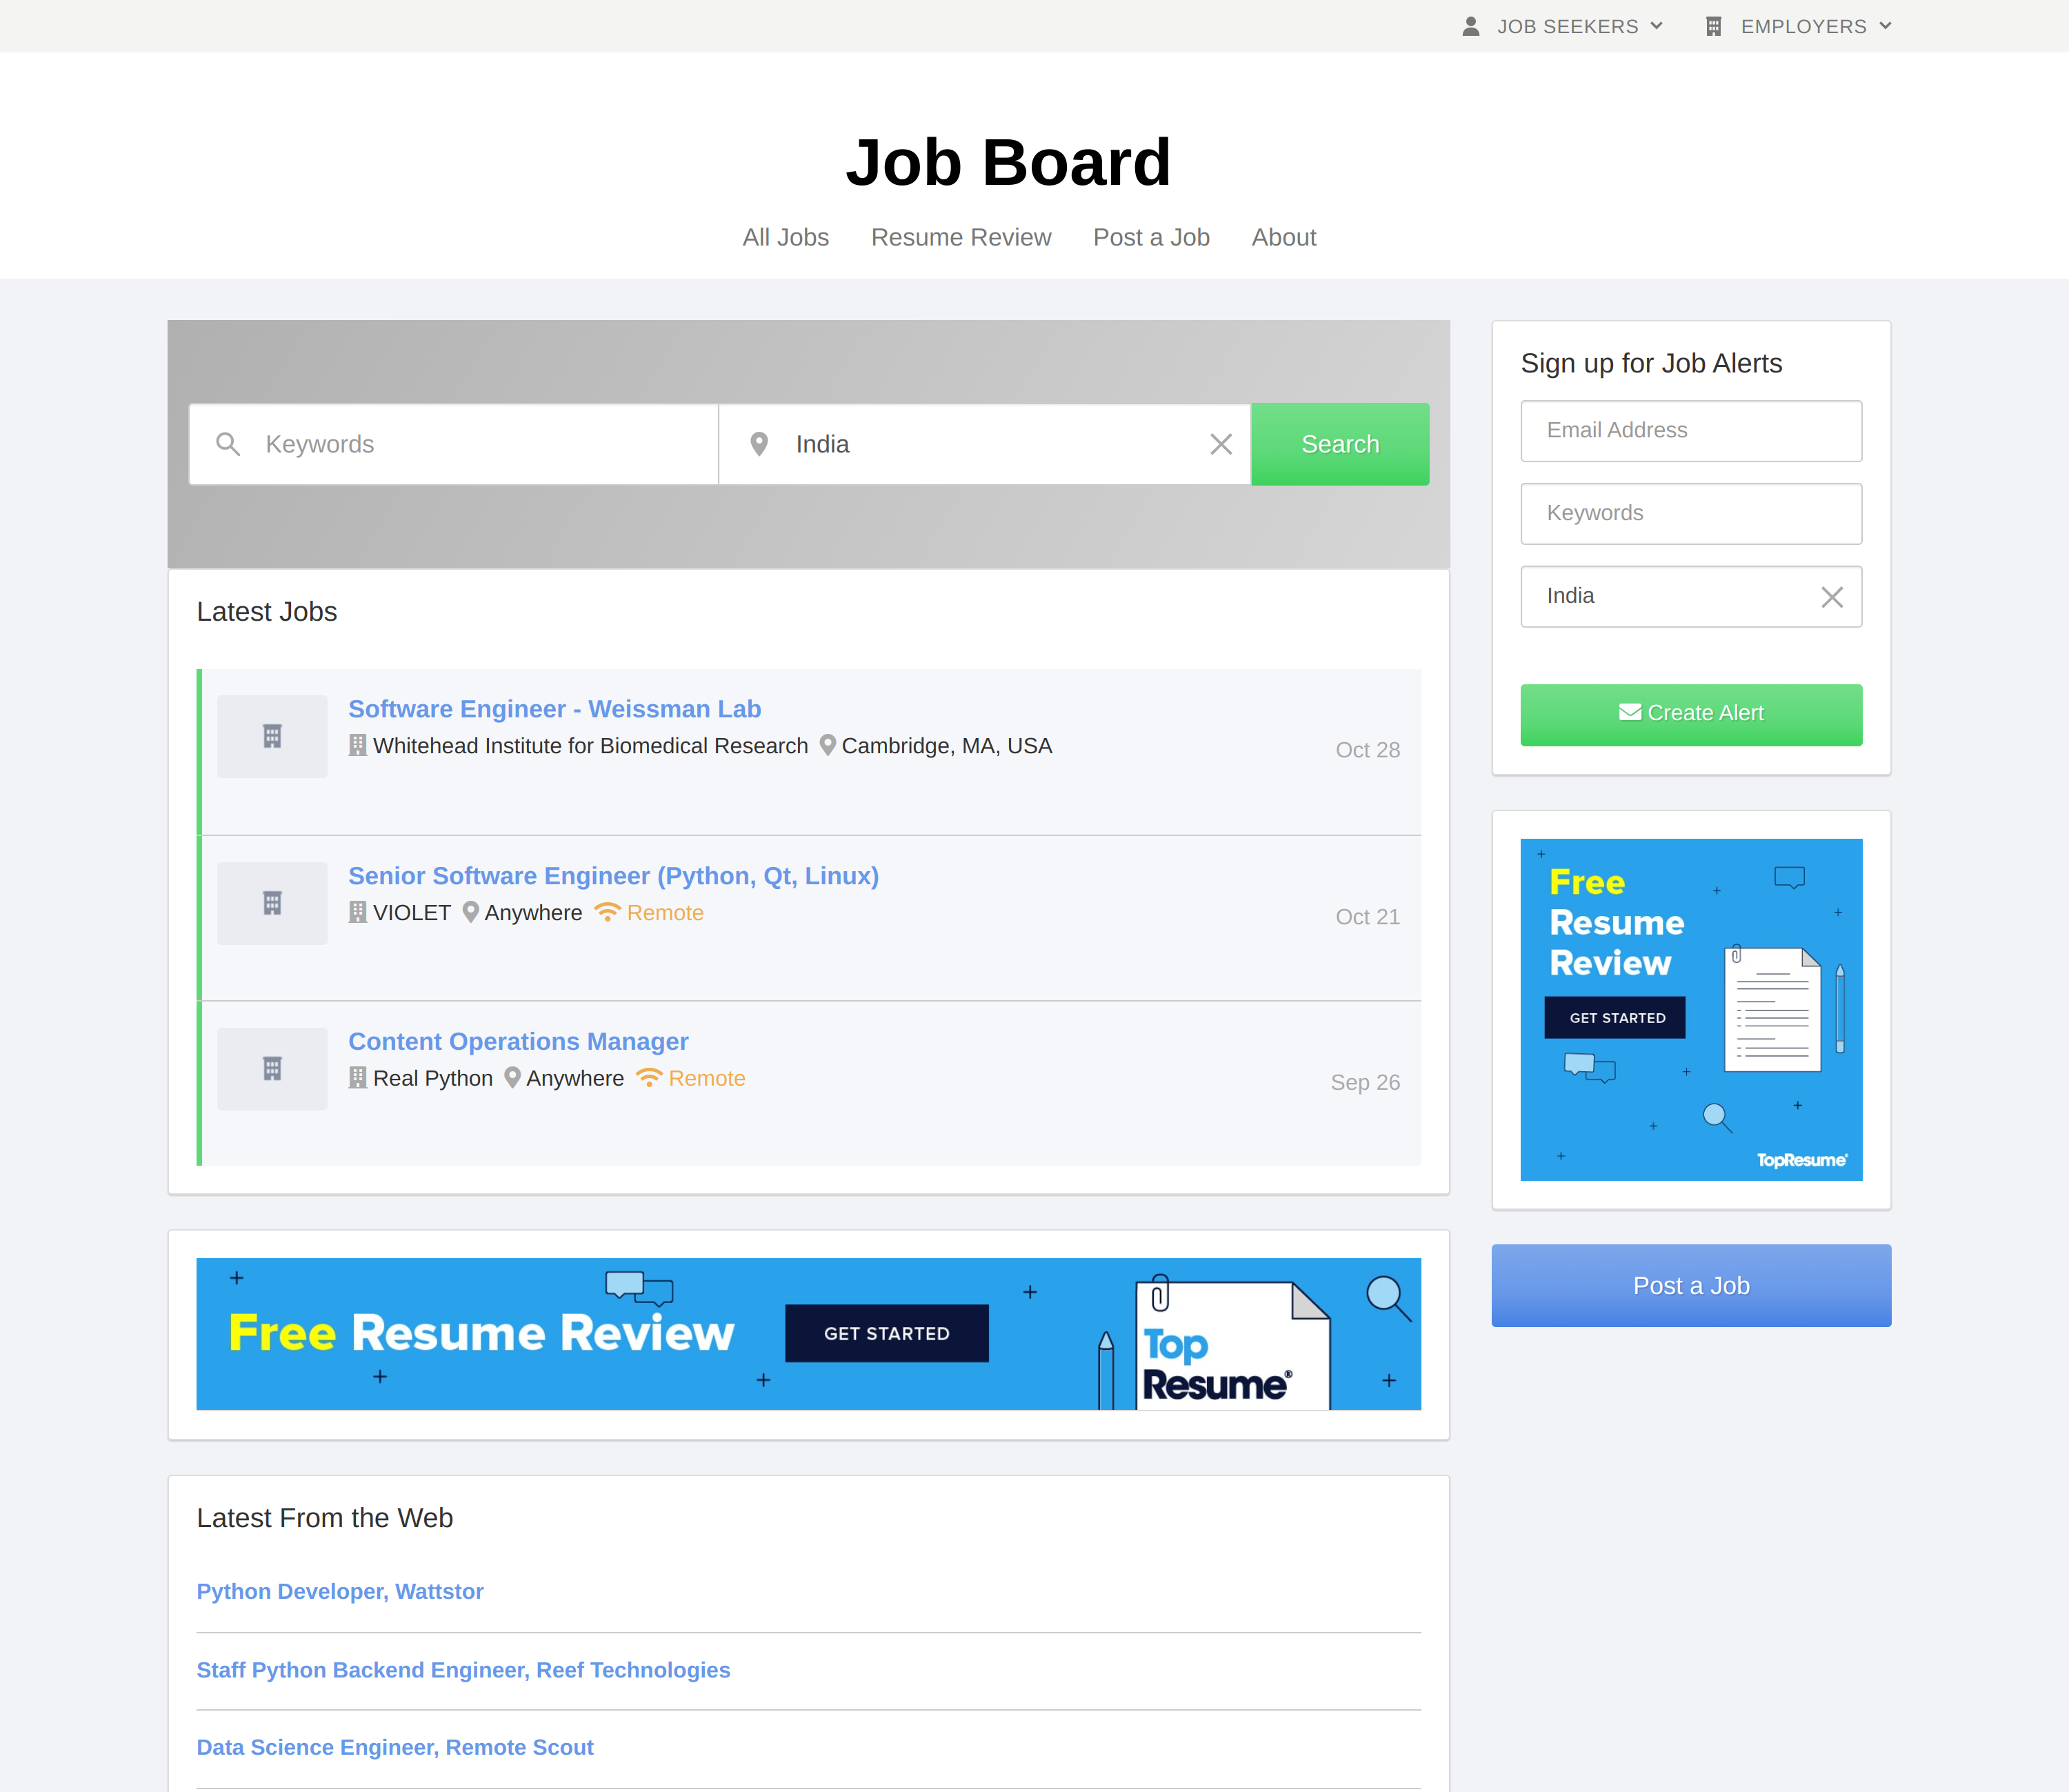 JOB SEEKERS EMPLOYERS
Job Board
All Jobs Resume Review Post a Job About
Keywords India Search
Latest Jobs
Software Engineer - Weissman Lab
Whitehead Institute for Biomedical Research Cambridge, MA, USA
Oct 28
Senior Software Engineer (Python, Qt, Linux)
VIOLET Anywhere Remote
Oct 21
Content Operations Manager
Real Python Anywhere Remote
Sep 26
Free Resume Review
GET STARTED
Top
Resume®
Latest From the Web
Python Developer, Wattstor
Staff Python Backend Engineer, Reef Technologies
Data Science Engineer, Remote Scout
Sign up for Job Alerts
Email Address
Keywords
India
Create Alert
Free
Resume
Review
GET STARTED
TopResume®
Post a Job